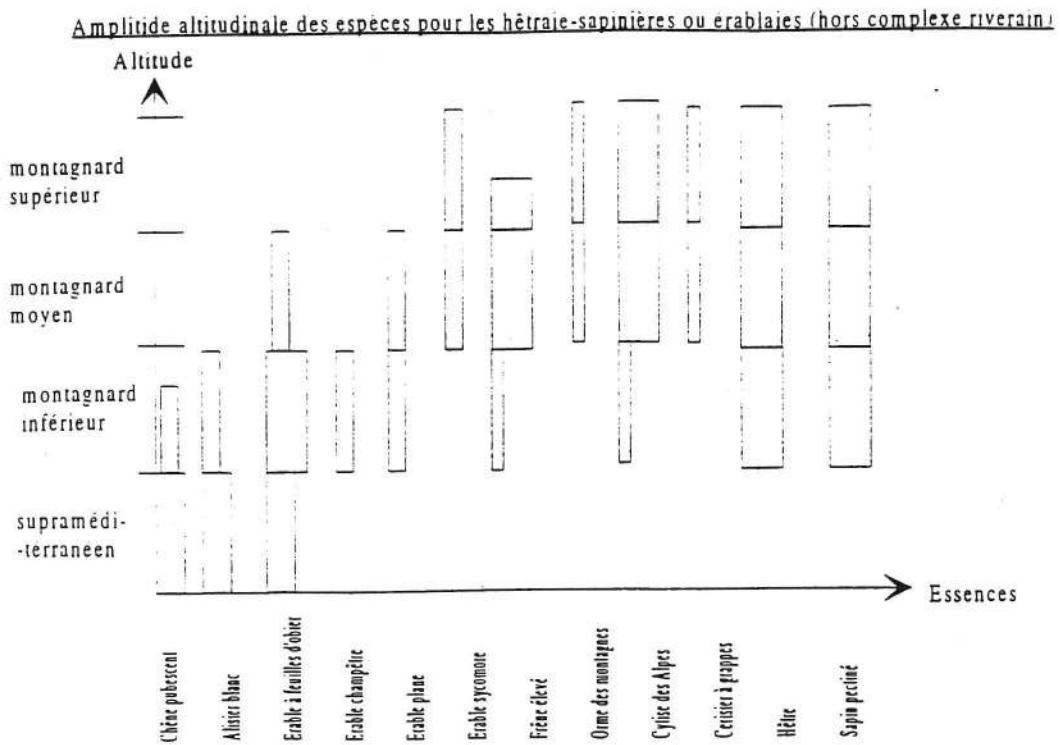 Amplitide altitudinale des espèces pour les hêtraie-sapinières ou érablaies (hors complexe riverain)
Altitude
montagnard
supérieur
montagnard
moyen
montagnard
inférieur
supramédi-
-terranéen
Essences
Chêne pubescent
Alisier blanc
Erable à feuilles d'obier
Erable champêtre
Erable plane
Erable sycomore
Frêne élevé
Orme des montagnes
Cytise des Alpes
Cerisier à grappes
Hêtre
Sapin pectiné